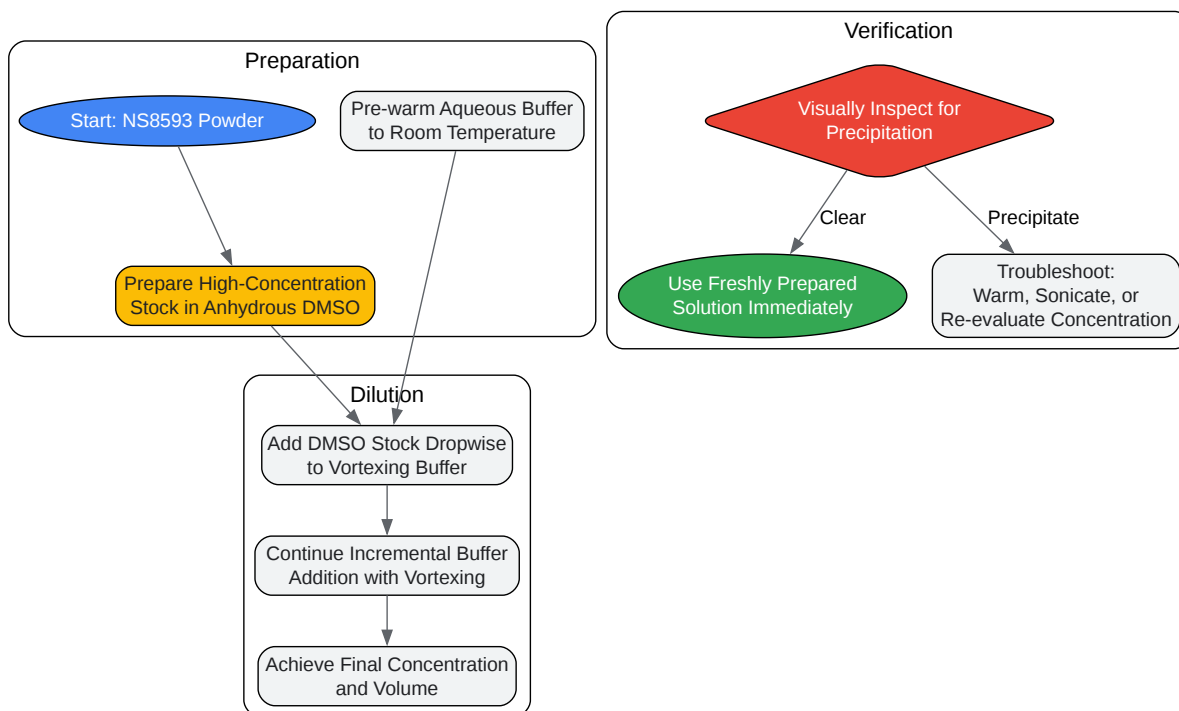 Preparation
Start: NS8593 Powder
Pre-warm Aqueous Buffer
to Room Temperature
Prepare High-Concentration
Stock in Anhydrous DMSO
Dilution
Add DMSO Stock Dropwise
to Vortexing Buffer
Continue Incremental Buffer
Addition with Vortexing
Achieve Final Concentration
and Volume
Verification
Visually Inspect for
Precipitation
Clear
Precipitate
Use Freshly Prepared
Solution Immediately
Troubleshoot:
Warm, Sonicate, or
Re-evaluate Concentration